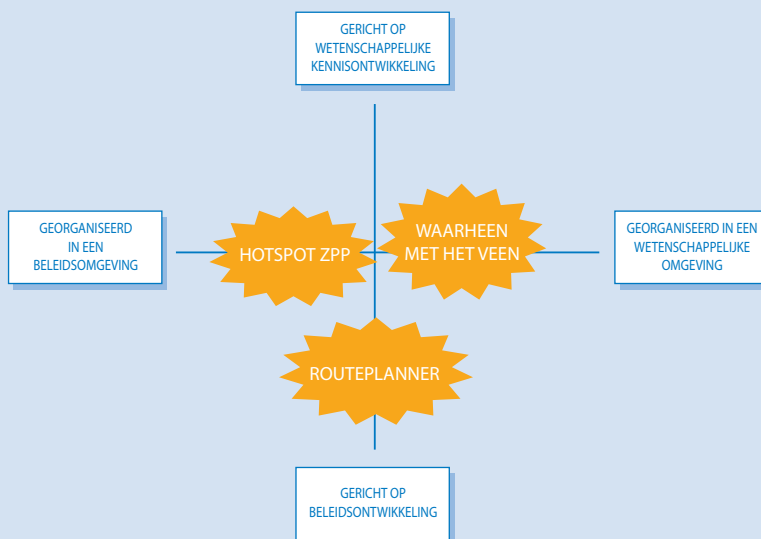 GERICHT OP
WETENSCHAPPELIJKE
KENNISONTWIKKELING
GEORGANISEERD
IN EEN
BELEIDSOMGEVING
HOTSPOT ZPP
WAARHEEN
MET HET VEEN
GEORGANISEERD IN EEN
WETENSCHAPPELIJKE
OMGEVING
ROUTEPLANNER
GERICHT OP
BELEIDSONTWIKKELING